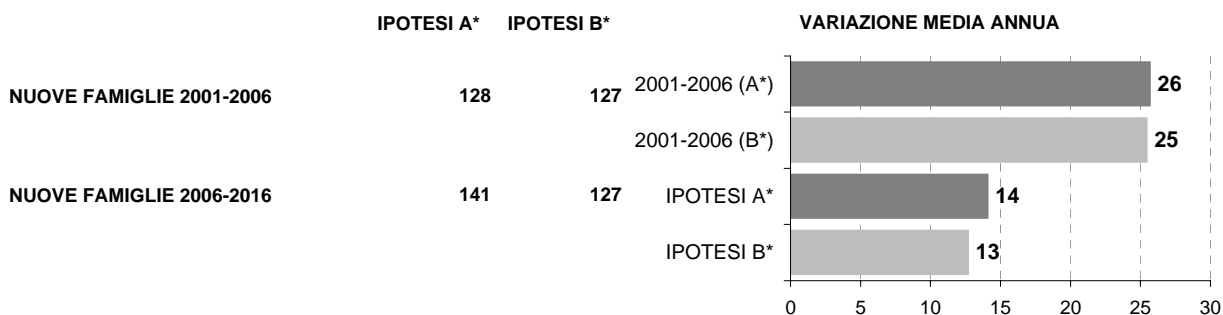 IPOTESI A* IPOTESI B* VARIAZIONE MEDIA ANNUA
NUOVE FAMIGLIE 2001-2006 128 127
NUOVE FAMIGLIE 2006-2016 141 127
2001-2006 (A*) 26
2001-2006 (B*) 25
IPOTESI A* 14
IPOTESI B* 13
0 5 10 15 20 25 30